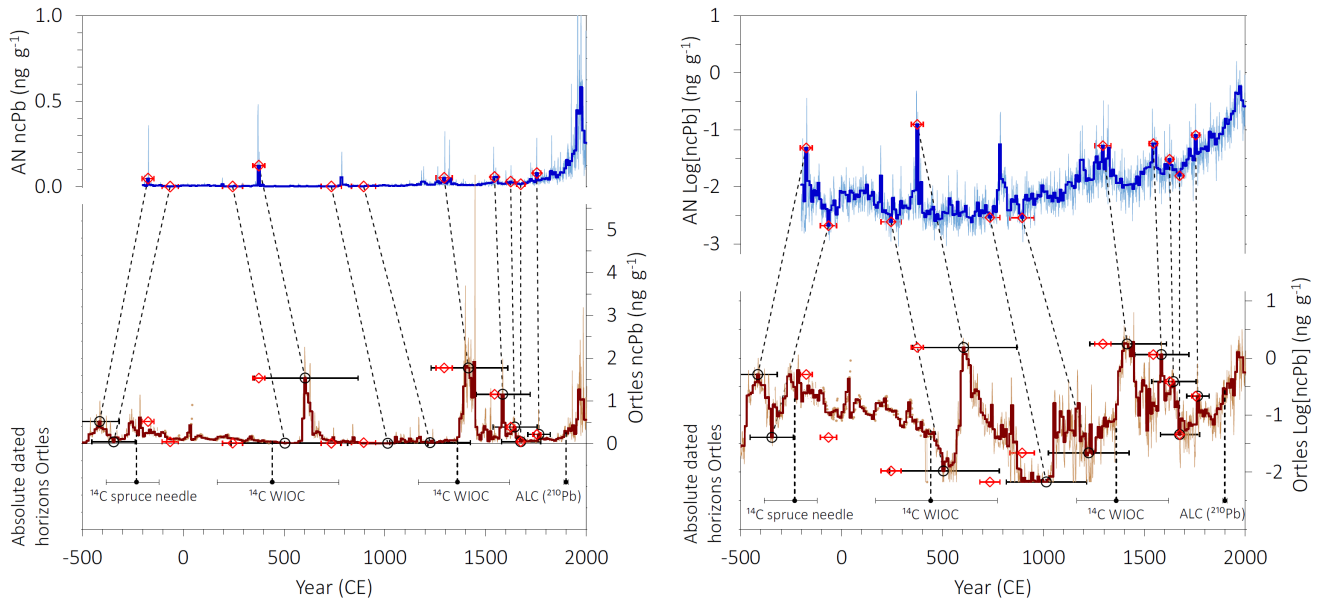 AN ncPb (ng g⁻¹)
1.0
0.5
0.0
Ortles ncPb (ng g⁻¹)
5
4
3
2
1
0
Absolute dated
horizons Ortles
¹⁴C spruce needle
¹⁴C WIOC
¹⁴C WIOC
ALC (²¹⁰Pb)
-500 0 500 1000 1500 2000
Year (CE)
AN Log[ncPb] (ng g⁻¹)
1
0
-1
-2
-3
Ortles Log[ncPb] (ng g⁻¹)
1
0
-1
-2
Absolute dated
horizons Ortles
¹⁴C spruce needle
¹⁴C WIOC
¹⁴C WIOC
ALC (²¹⁰Pb)
-500 0 500 1000 1500 2000
Year (CE)